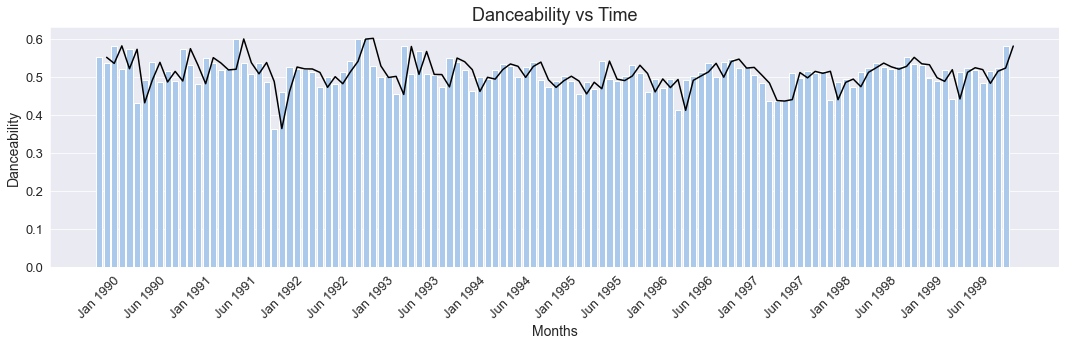 Danceability vs Time
Danceability
0.6
0.5
0.4
0.3
0.2
0.1
0.0
Jan 1990
Jun 1990
Jan 1991
Jun 1991
Jan 1992
Jun 1992
Jan 1993
Jun 1993
Jan 1994
Jun 1994
Jan 1995
Jun 1995
Jan 1996
Jun 1996
Jan 1997
Jun 1997
Jan 1998
Jun 1998
Jan 1999
Jun 1999
Months